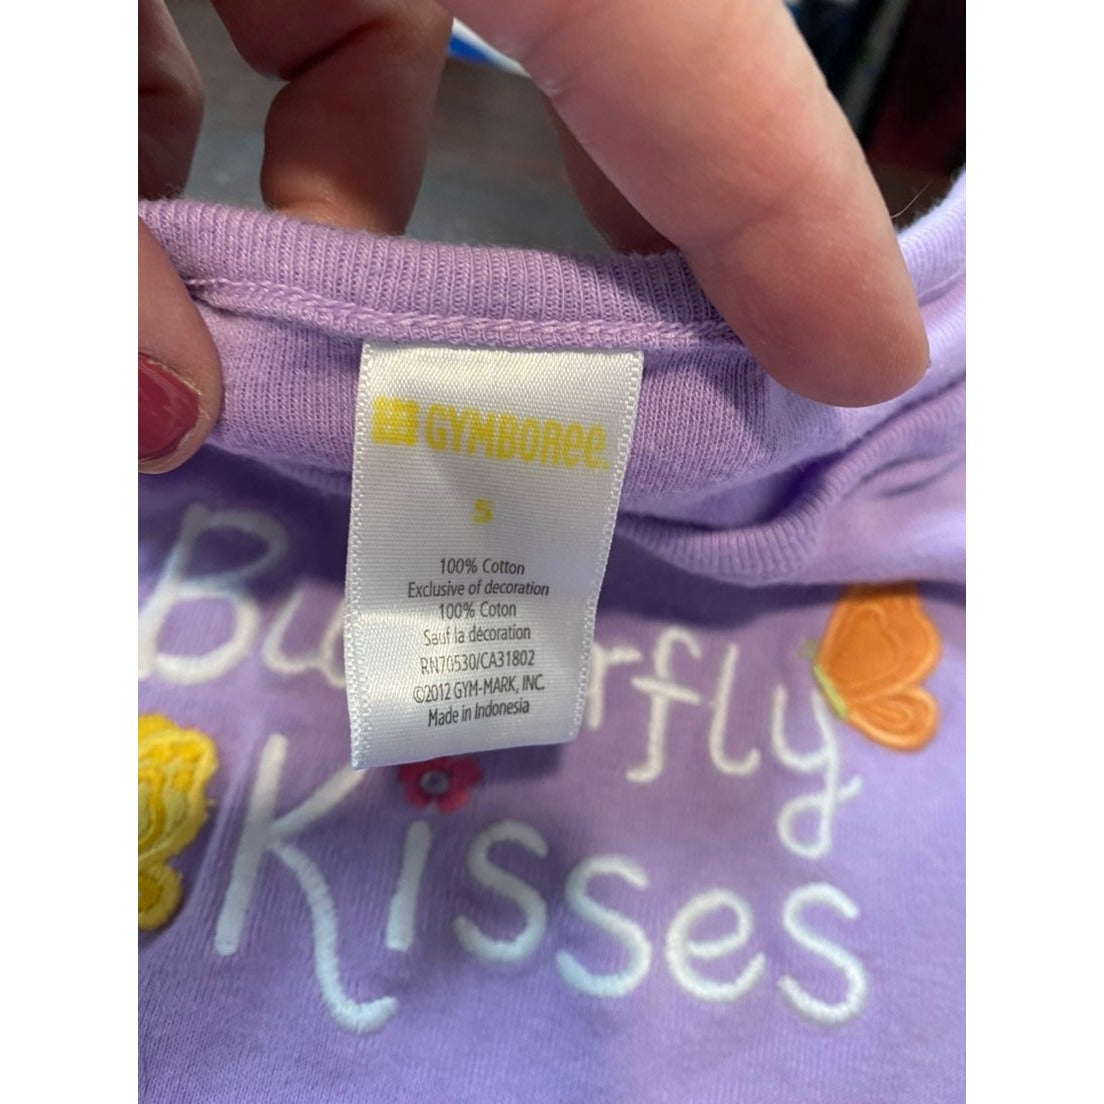 GYMBOREE.
S
100% Cotton
Exclusive of decoration
100% Coton
Sauf la décoration
RN70530/CA31802
©2012 GYM-MARK, INC.
Made in Indonesia
Kisses